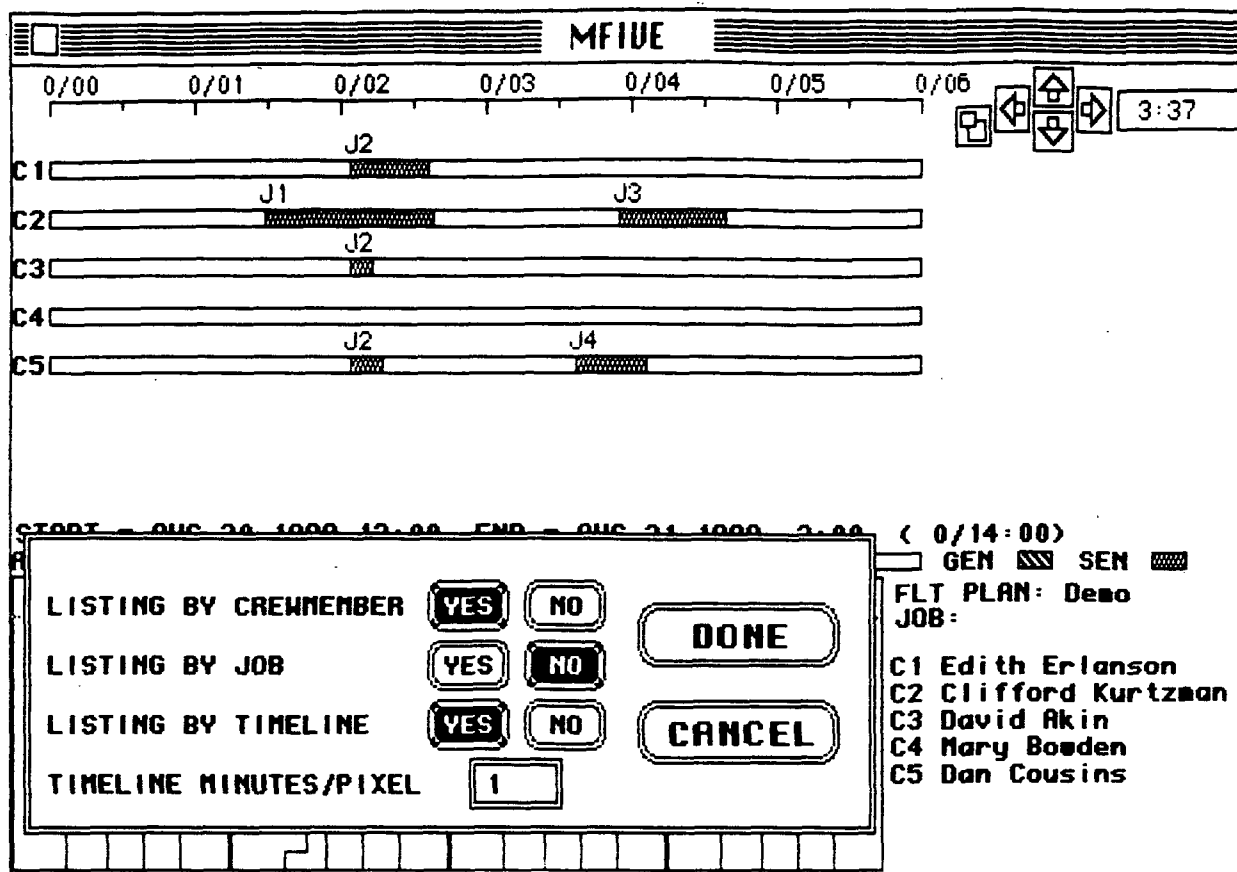 MFIVE
0/00 0/01 0/02 0/03 0/04 0/05 0/06
3:37
J2
C1
J1 J3
C2
J2
C3
C4
J2 J4
C5
( 0/14:00)
GEN SEN
FLT PLAN: Demo
JOB:
LISTING BY CREWMEMBER YES NO
LISTING BY JOB YES NO
LISTING BY TIMELINE YES NO
TIMELINE MINUTES/PIXEL 1
DONE
CANCEL
C1 Edith Erlanson
C2 Clifford Kurtzman
C3 David Akin
C4 Mary Bowden
C5 Dan Cousins